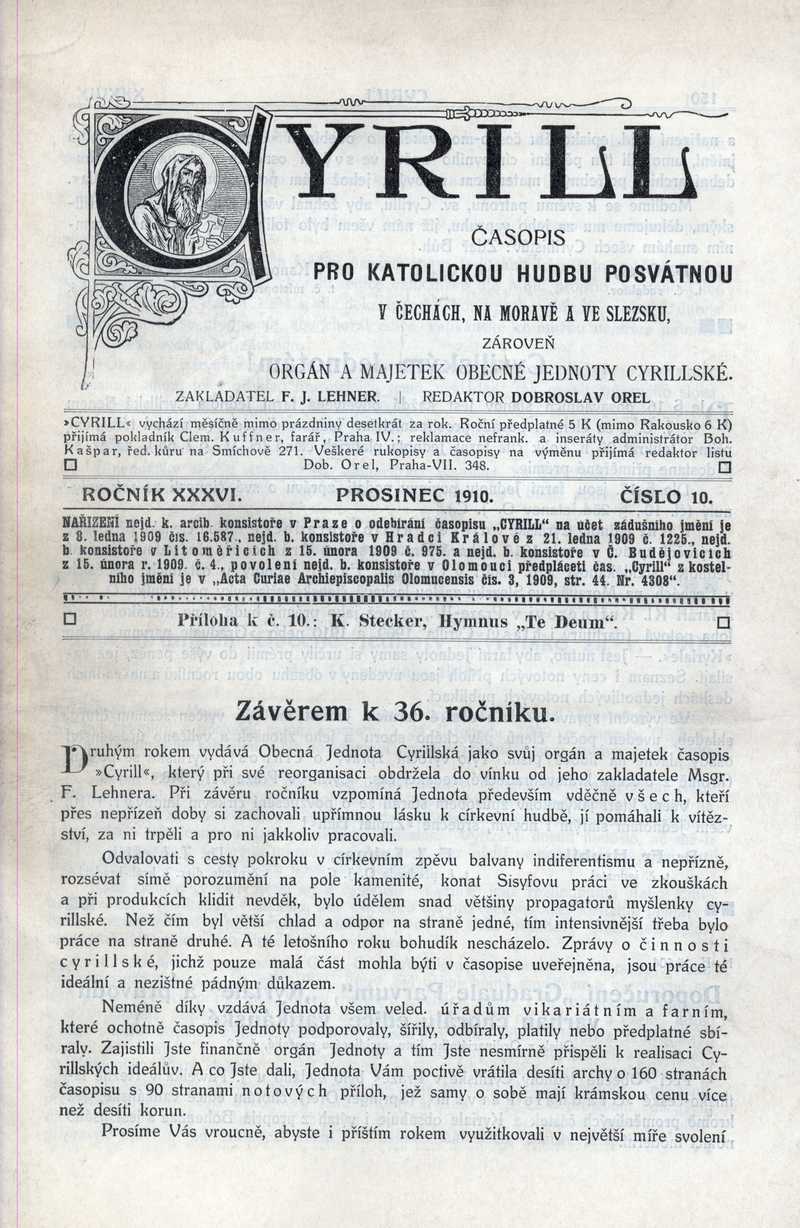 CYRILL
ČASOPIS
PRO KATOLICKOU HUDBU POSVÁTNOU
V ČECHÁCH, NA MORAVĚ A VE SLEZSKU,
ZÁROVEŇ
ORGÁN A MAJETEK OBECNÉ JEDNOTY CYRILLSKÉ.
ZAKLADATEL F. J. LEHNER. | REDAKTOR DOBROSLAV OREL
»CYRILL« vychází měsíčně mimo prázdniny desetkrát za rok. Roční předplatné 5 K (mimo Rakousko 6 K)
přijímá pokladník Clem. Kuffner, farář, Praha IV.; reklamace nefrank. a inseráty administrátor Boh.
Kašpar, řed. kůru na Smíchově 271. Veškeré rukopisy a časopisy na výměnu přijímá redaktor listu
Dob. Orel, Praha-VII. 348.
ROČNÍK XXXVI. PROSINEC 1910. ČÍSLO 10.
NAŘÍZENÍ nejd. k. arcib. konsistoře v Praze o odebírání časopisu „CYRILL“ na účet zádušního jmění je
z 8. ledna 1909 čís. 16.587., nejd. b. konsistoře v Hradci Králové z 21. ledna 1909 č. 1225., nejd.
b. konsistoře v Litoměřicích z 15. února 1909 č. 975. a nejd. b. konsistoře v Č. Budějovicích
z 15. února r. 1909. č. 4., povolení nejd. b. konsistoře v Olomouci předpláceti čas. „Cyrill“ z kostel-
ního jmění je v „Acta Curiae Archiepiscopalis Olomucensis čís. 3, 1909, str. 44. Nr. 4308“.
Příloha k č. 10.: K. Stecker, Hymnus „Te Deum“.
Závěrem k 36. ročníku.
Druhým rokem vydává Obecná Jednota Cyrillská jako svůj orgán a majetek časopis
»Cyrill«, který při své reorganisaci obdržela do vínku od jeho zakladatele Msgr.
F. Lehnera. Při závěru ročníku vzpomíná Jednota především vděčně všech, kteří
přes nepřízeň doby si zachovali upřímnou lásku k církevní hudbě, jí pomáhali k vítěz-
ství, za ni trpěli a pro ni jakkoliv pracovali.
Odvalovati s cesty pokroku v církevním zpěvu balvany indiferentismu a nepřízně,
rozsévat símě porozumění na pole kamenité, konat Sisyfovu práci ve zkouškách
a při produkcích klidit nevděk, bylo údělem snad většiny propagatorů myšlenky cy-
rillské. Než čím byl větší chlad a odpor na straně jedné, tím intensivnější třeba bylo
práce na straně druhé. A té letošního roku bohudík nescházelo. Zprávy o činnosti
cyrillské, jichž pouze malá část mohla býti v časopise uveřejněna, jsou práce té
ideální a nezištné pádným důkazem.
Neméně díky vzdává Jednota všem veled. úřadům vikariátním a farním,
které ochotně časopis Jednoty podporovaly, šířily, odbíraly, platily nebo předplatné sbí-
raly. Zajistili Jste finančně orgán Jednoty a tím Jste nesmírně přispěli k realisaci Cy-
rillských ideálův. A co Jste dali, Jednota Vám poctivě vrátila desíti archy o 160 stranách
časopisu s 90 stranami notových příloh, jež samy o sobě mají krámskou cenu více
než desíti korun.
Prosíme Vás vroucně, abyste i příštím rokem využitkovali v největší míře svolení